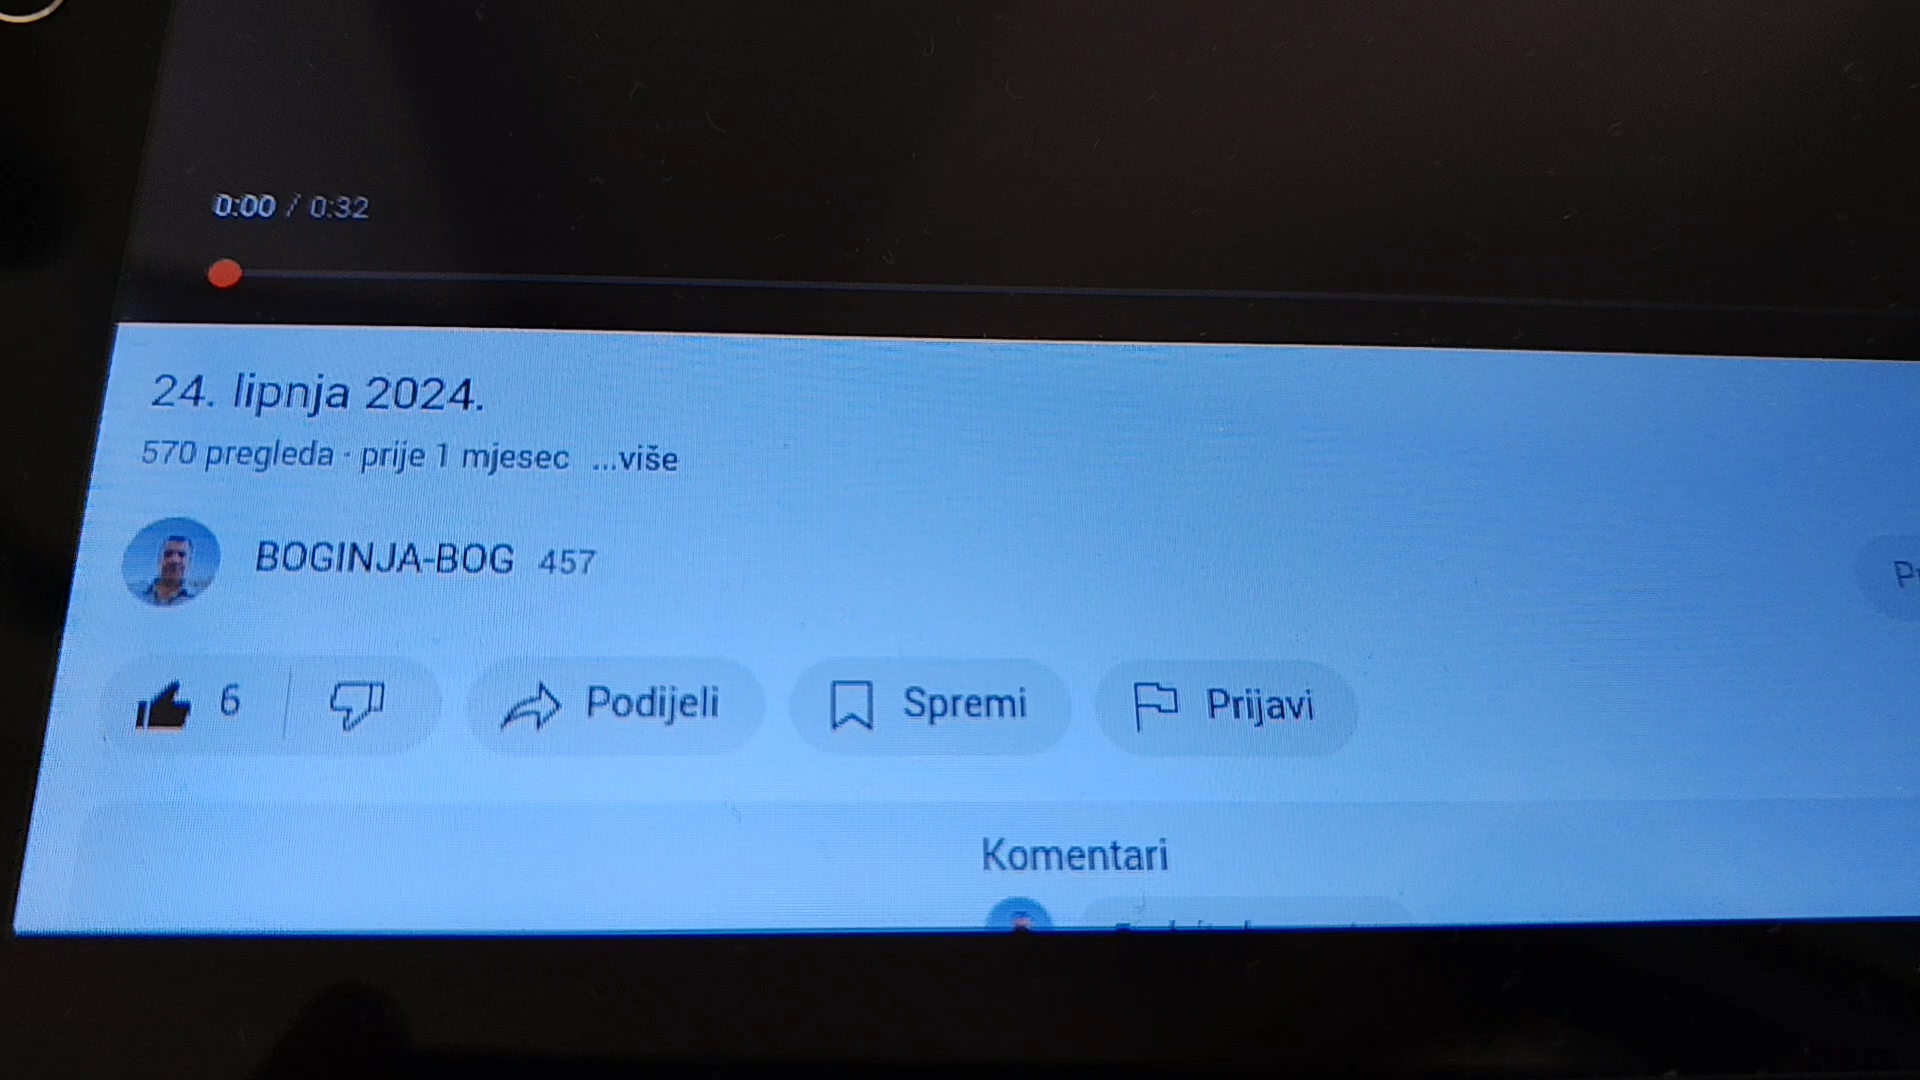 0:00 / 0:32
24. lipnja 2024.
570 pregleda · prije 1 mjesec ...više
BOGINJA-BOG 457
6 Podijeli Spremi Prijavi
Komentari